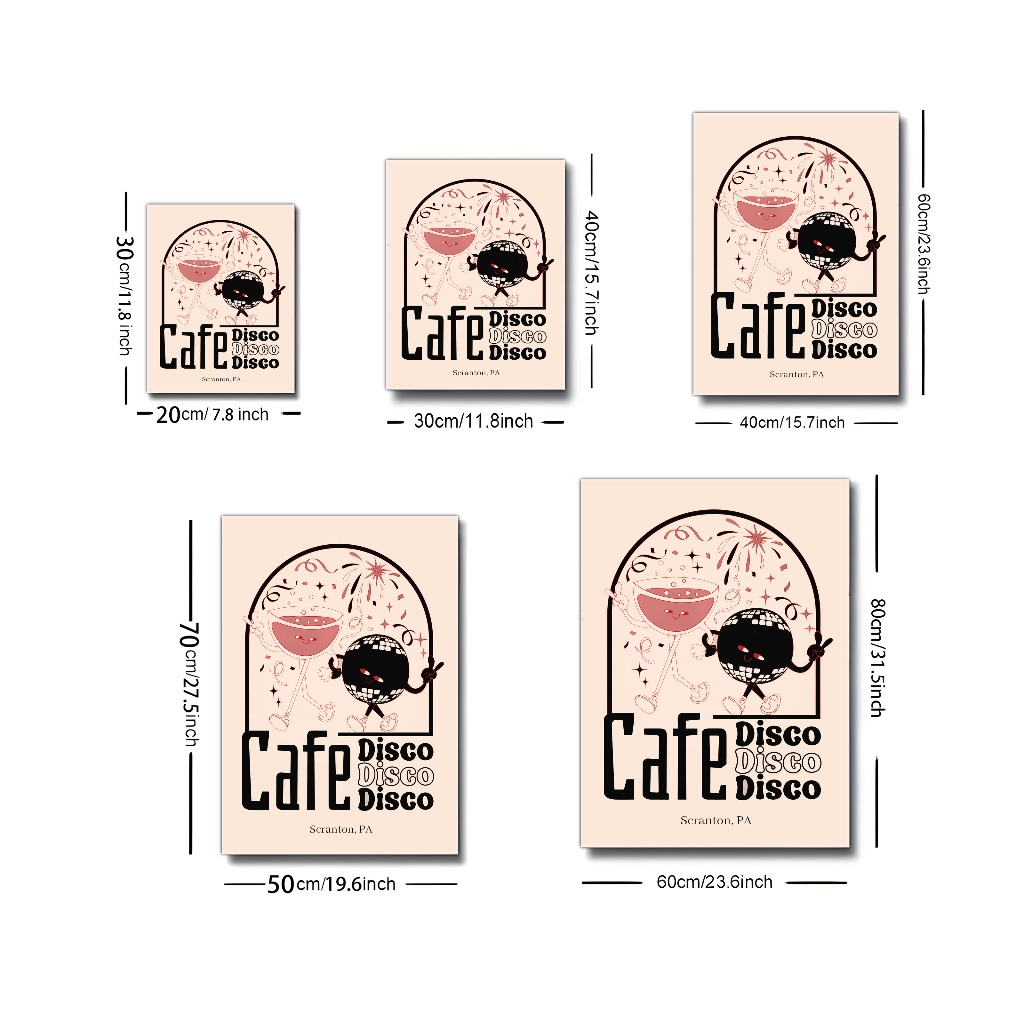 30cm/11.8 inch
Cafe
Disco
Disco
Disco
Scranton, PA
20cm/ 7.8 inch
Cafe
Disco
Disco
Disco
Scranton, PA
40cm/15.7inch
30cm/11.8inch
Cafe
Disco
Disco
Disco
Scranton, PA
60cm/23.6inch
40cm/15.7inch
70cm/27.5inch
Cafe
Disco
Disco
Disco
Scranton, PA
50cm/19.6inch
Cafe
Disco
Disco
Disco
Scranton, PA
80cm/31.5inch
60cm/23.6inch